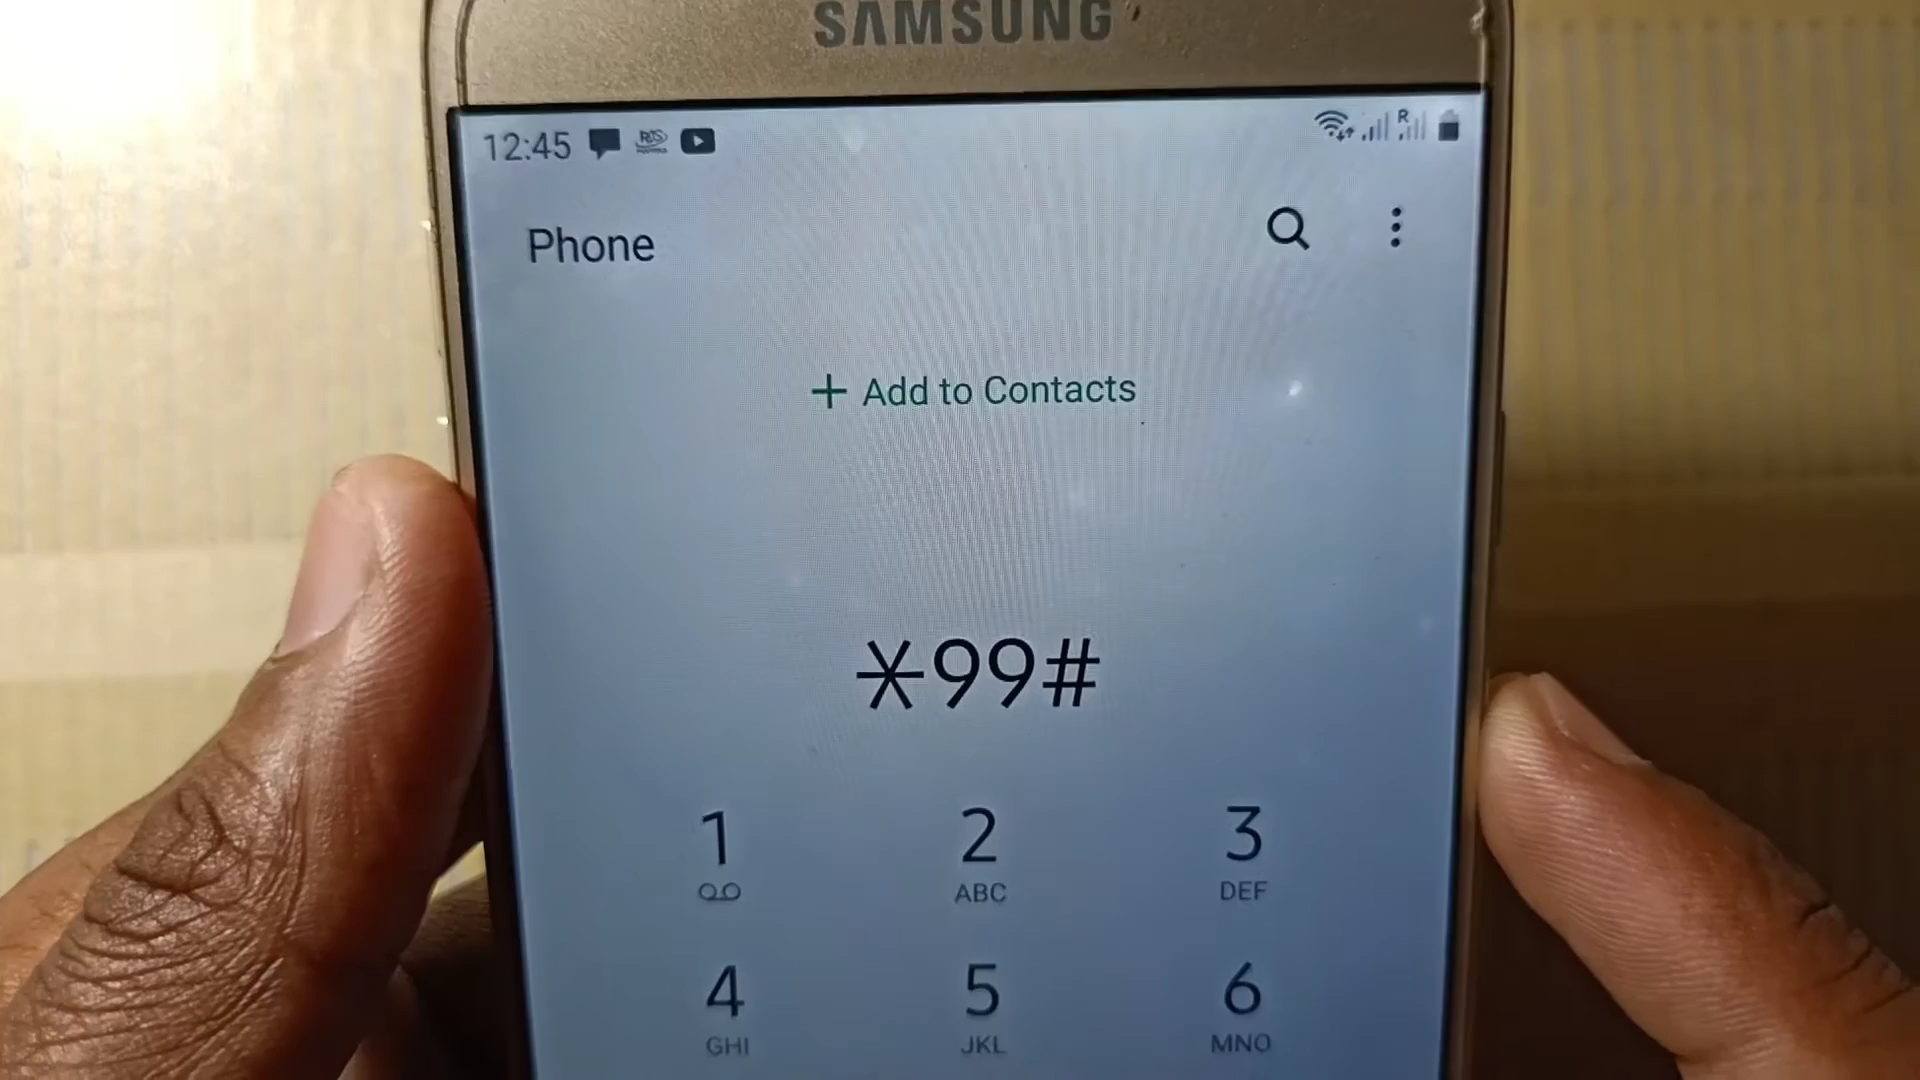 SAMSUNG
12:45
R
Phone
+ Add to Contacts
*99#
1 2 3
ABC DEF
4 5 6
GHI JKL MNO